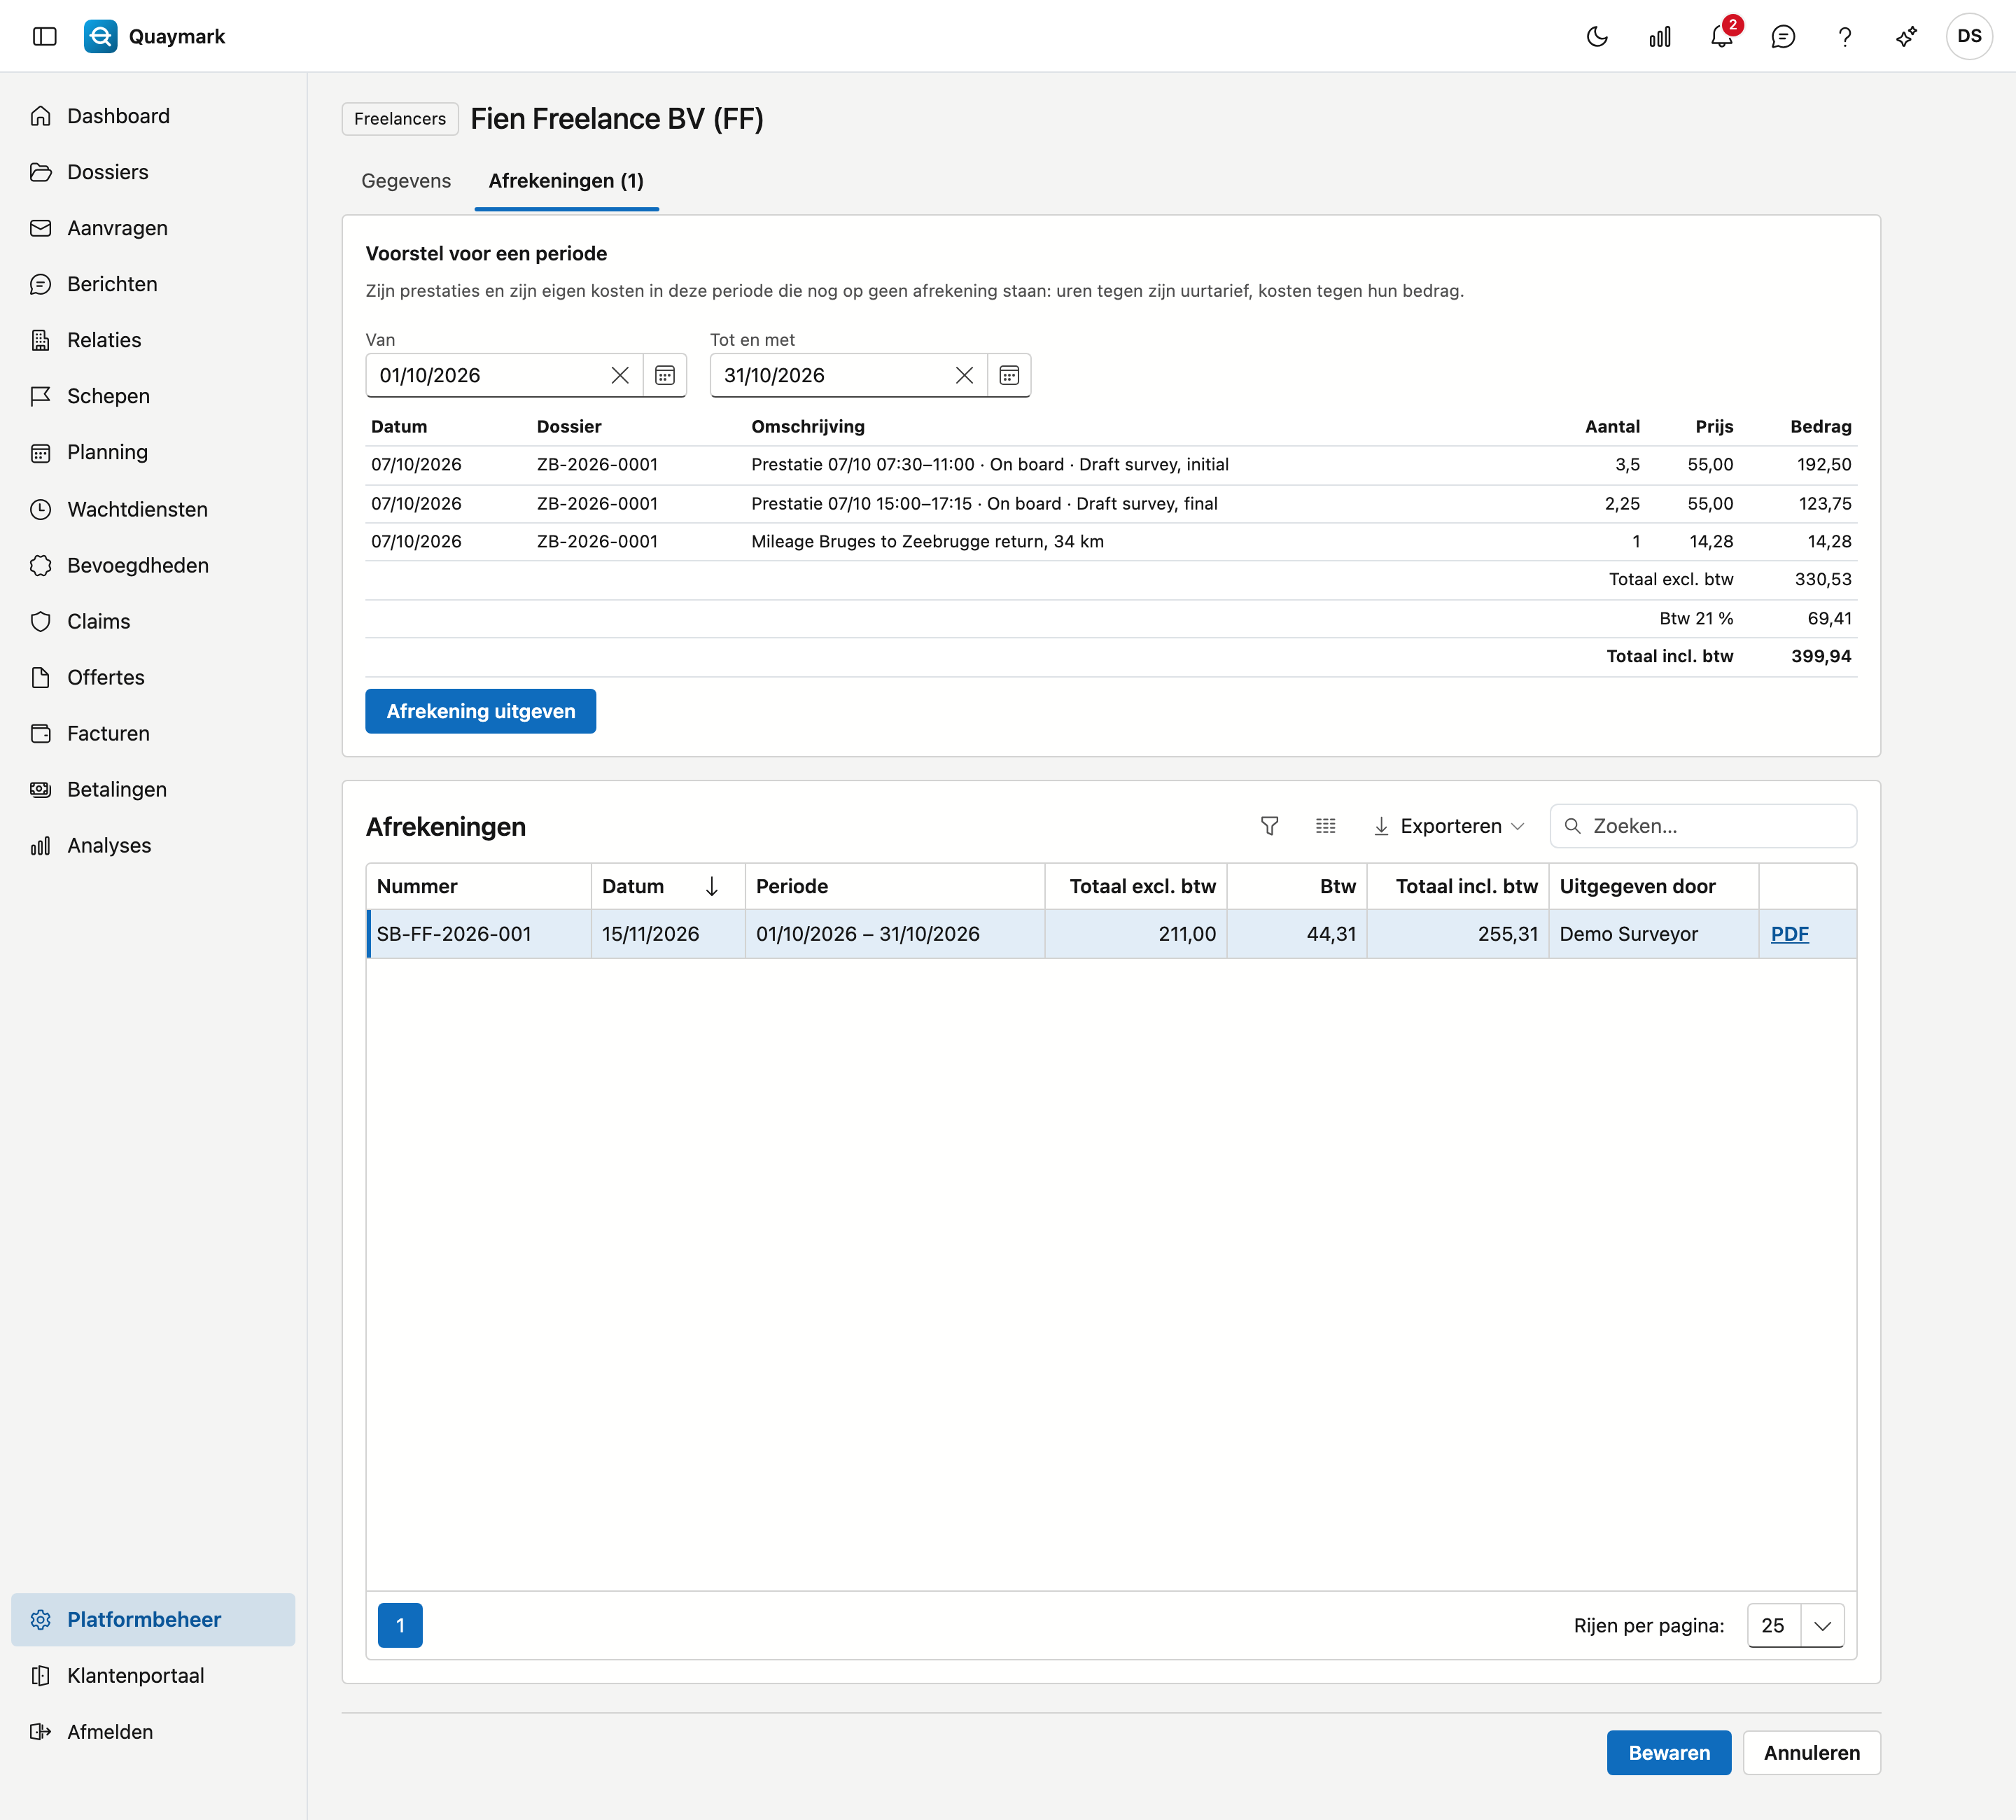 Quaymark
2
DS
Dashboard
Dossiers
Aanvragen
Berichten
Relaties
Schepen
Planning
Wachtdiensten
Bevoegdheden
Claims
Offertes
Facturen
Betalingen
Analyses
Platformbeheer
Klantenportaal
Afmelden
Freelancers Fien Freelance BV (FF)
Gegevens Afrekeningen (1)
Voorstel voor een periode
Zijn prestaties en zijn eigen kosten in deze periode die nog op geen afrekening staan: uren tegen zijn uurtarief, kosten tegen hun bedrag.
Van Tot en met
01/10/2026 31/10/2026
Datum Dossier Omschrijving Aantal Prijs Bedrag
07/10/2026 ZB-2026-0001 Prestatie 07/10 07:30–11:00 · On board · Draft survey, initial 3,5 55,00 192,50
07/10/2026 ZB-2026-0001 Prestatie 07/10 15:00–17:15 · On board · Draft survey, final 2,25 55,00 123,75
07/10/2026 ZB-2026-0001 Mileage Bruges to Zeebrugge return, 34 km 1 14,28 14,28
Totaal excl. btw 330,53
Btw 21 % 69,41
Totaal incl. btw 399,94
Afrekening uitgeven
Afrekeningen Exporteren Zoeken...
Nummer Datum Periode Totaal excl. btw Btw Totaal incl. btw Uitgegeven door
SB-FF-2026-001 15/11/2026 01/10/2026 – 31/10/2026 211,00 44,31 255,31 Demo Surveyor PDF
1 Rijen per pagina: 25
Bewaren Annuleren